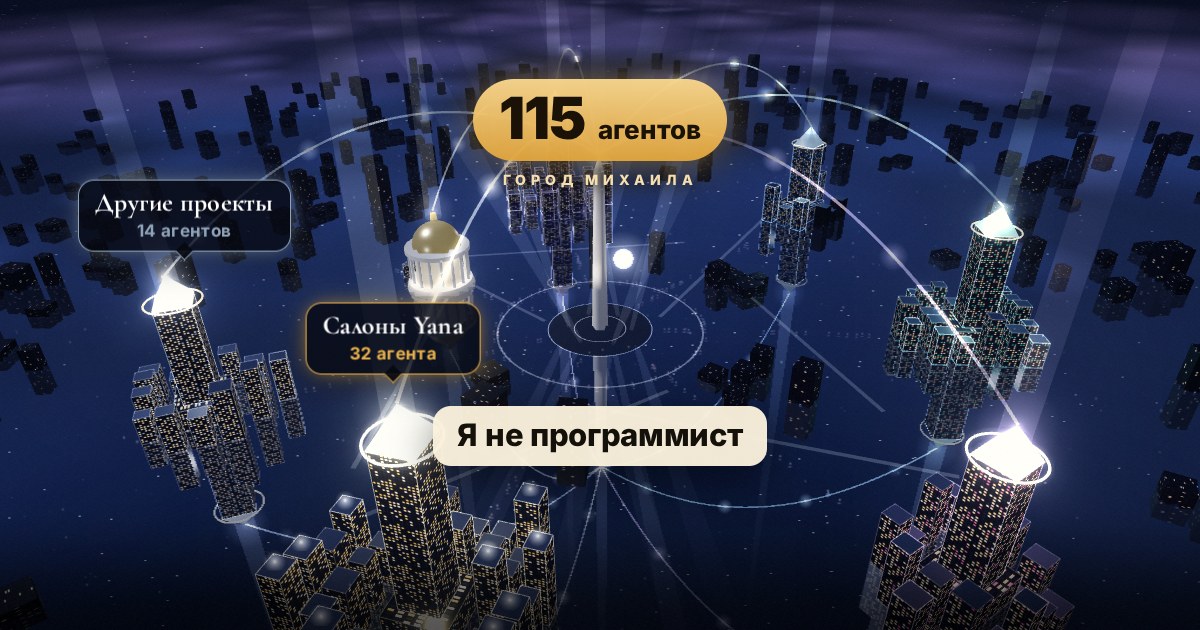 115 агентов
ГОРОД МИХАИЛА
Другие проекты
14 агентов
Салоны Yana
32 агента
Я не программист